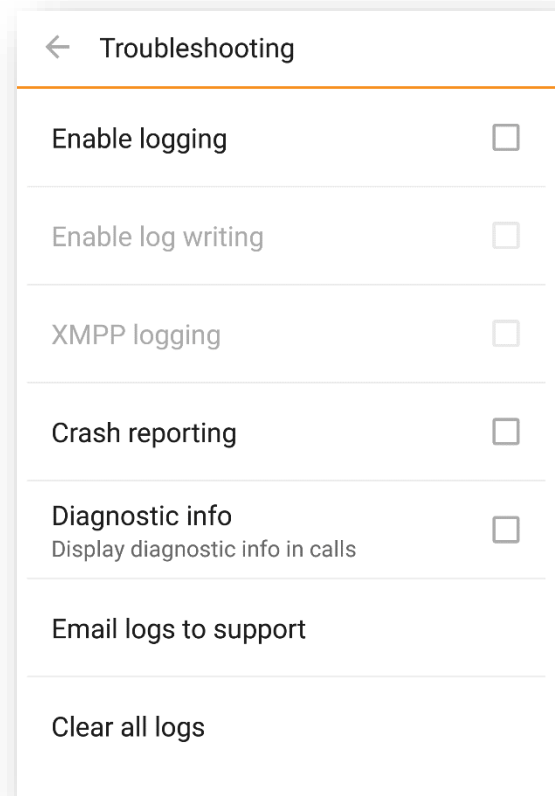 Troubleshooting
Enable logging
Enable log writing
XMPP logging
Crash reporting
Diagnostic info
Display diagnostic info in calls
Email logs to support
Clear all logs